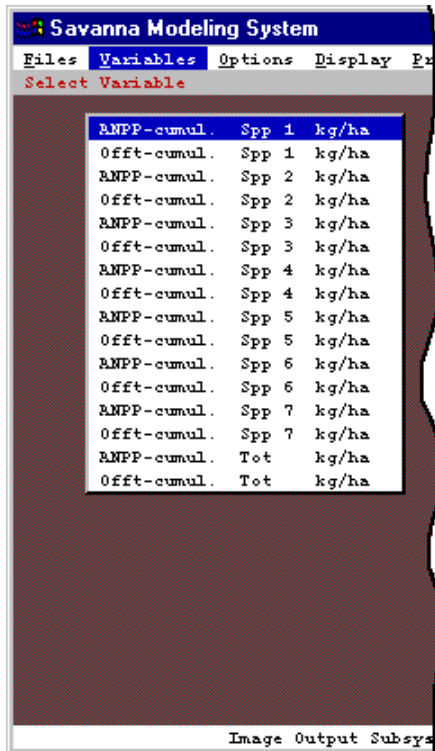 Savanna Modeling System
Files Variables Options Display Pr
Select Variable
ANPP-cumul. Spp 1 kg/ha
Offt-cumul. Spp 1 kg/ha
ANPP-cumul. Spp 2 kg/ha
Offt-cumul. Spp 2 kg/ha
ANPP-cumul. Spp 3 kg/ha
Offt-cumul. Spp 3 kg/ha
ANPP-cumul. Spp 4 kg/ha
Offt-cumul. Spp 4 kg/ha
ANPP-cumul. Spp 5 kg/ha
Offt-cumul. Spp 5 kg/ha
ANPP-cumul. Spp 6 kg/ha
Offt-cumul. Spp 6 kg/ha
ANPP-cumul. Spp 7 kg/ha
Offt-cumul. Spp 7 kg/ha
ANPP-cumul. Tot kg/ha
Offt-cumul. Tot kg/ha
Image Output Subsys